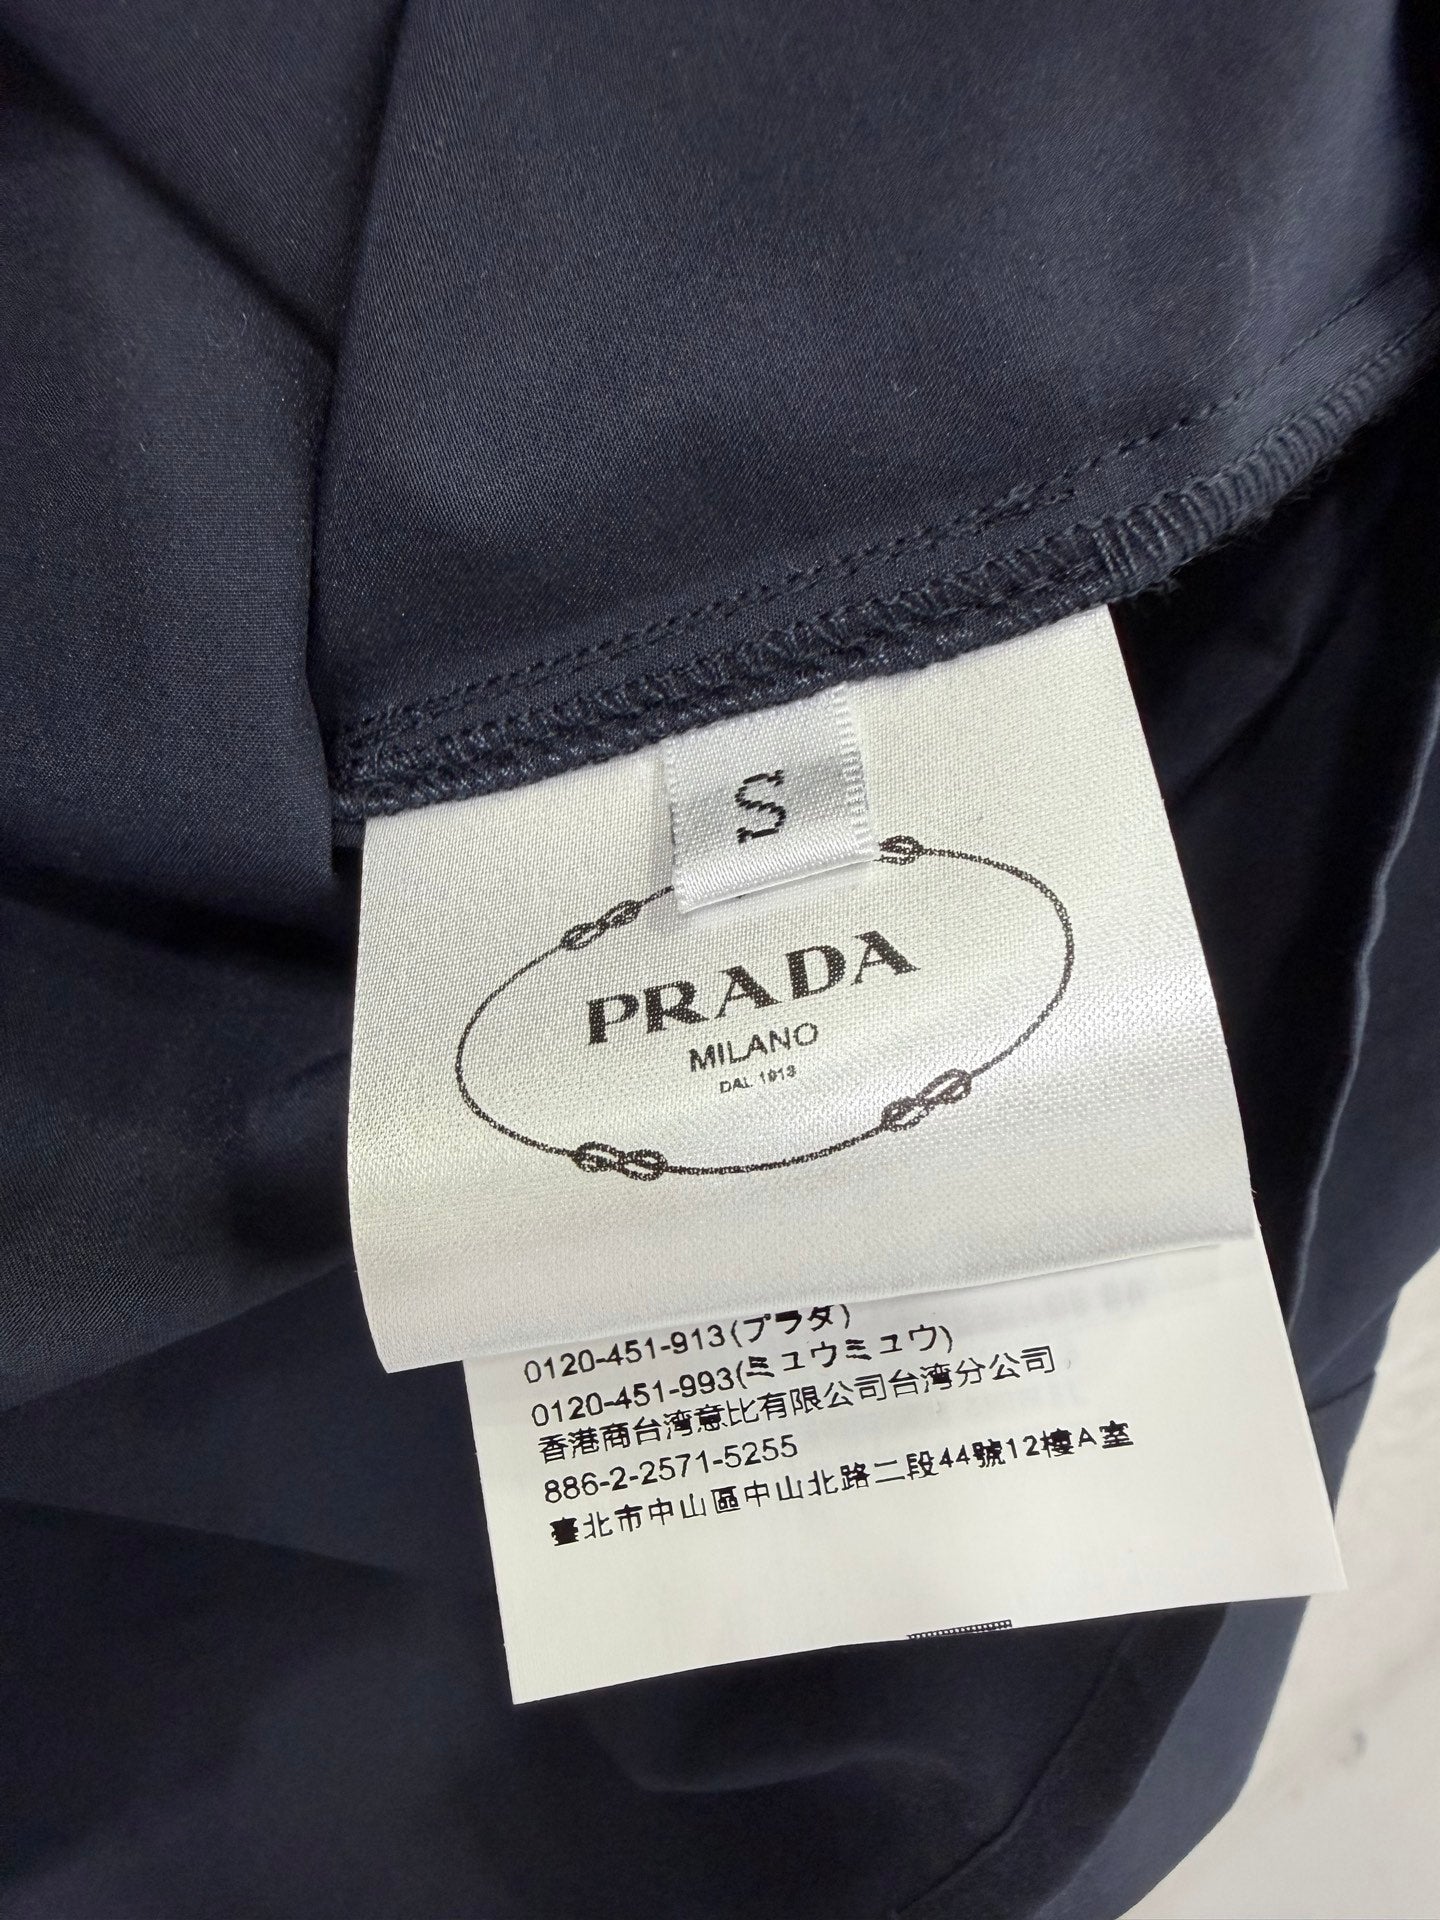 S
PRADA
MILANO
DAL 1913
0120-451-913(プラダ)
0120-451-993(ミュウミュウ)
香港商台湾意比有限公司台湾分公司
886-2-2571-5255
臺北市中山區中山北路二段44號12樓A室